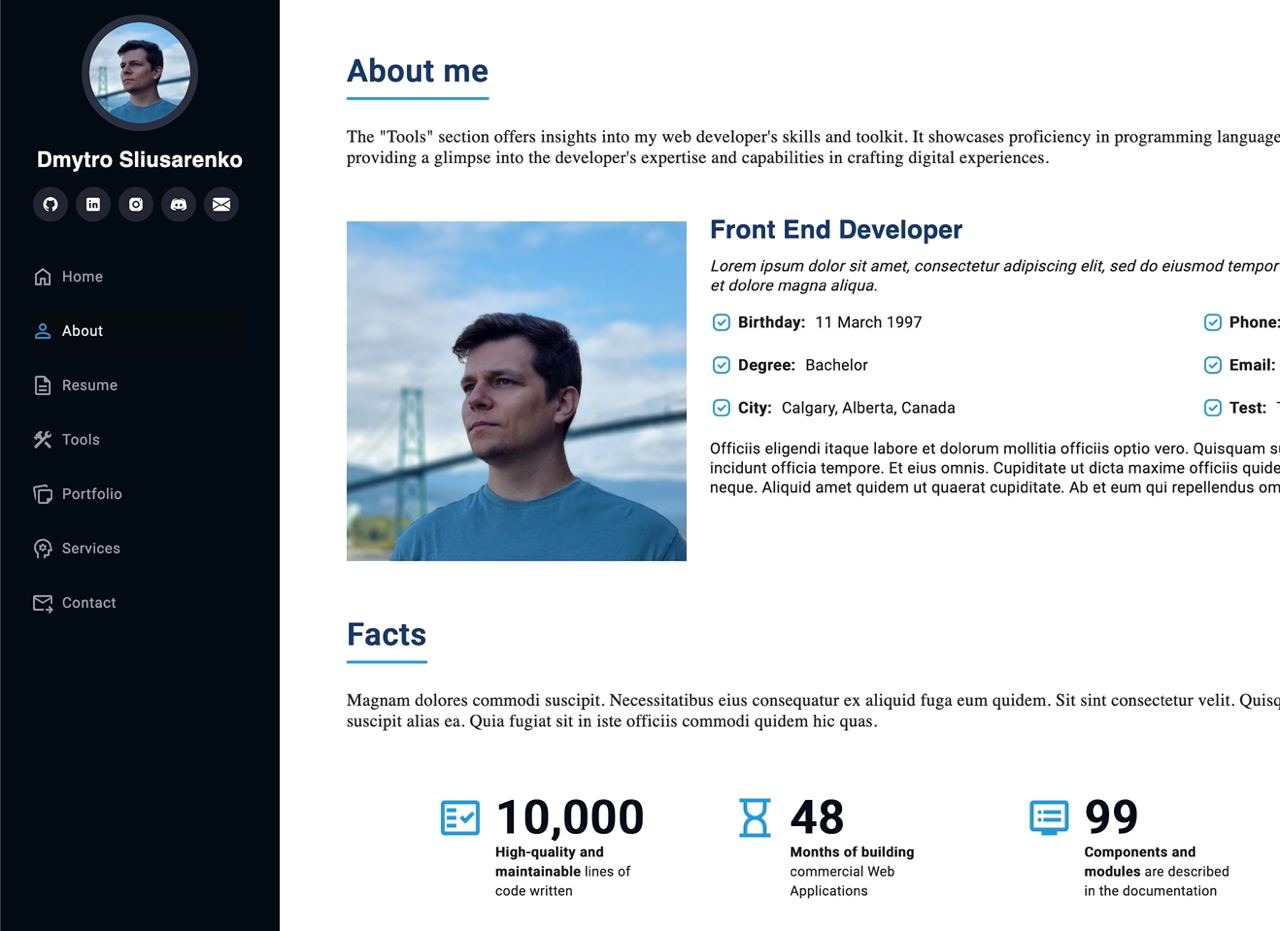 Dmytro Sliusarenko
Home
About
Resume
Tools
Portfolio
Services
Contact
About me
The "Tools" section offers insights into my web developer's skills and toolkit. It showcases proficiency in programming language
providing a glimpse into the developer's expertise and capabilities in crafting digital experiences.
Front End Developer
Lorem ipsum dolor sit amet, consectetur adipiscing elit, sed do eiusmod tempor
et dolore magna aliqua.
Birthday: 11 March 1997
Phone:
Degree: Bachelor
Email:
City: Calgary, Alberta, Canada
Test:
Officiis eligendi itaque labore et dolorum mollitia officiis optio vero. Quisquam
incidunt officia tempore. Et eius omnis. Cupiditate ut dicta maxime officiis quide
neque. Aliquid amet quidem ut quaerat cupiditate. Ab et eum qui repellendus
Facts
Magnam dolores commodi suscipit. Necessitatibus eius consequatur ex aliquid fuga eum quidem. Sit sint consectetur velit.
suscipit alias ea. Quia fugiat sit in iste officiis commodi quidem hic quas.
10,000
High-quality and
maintainable lines of
code written
48
Months of building
commercial Web
Applications
99
Components and
modules are described
in the documentation